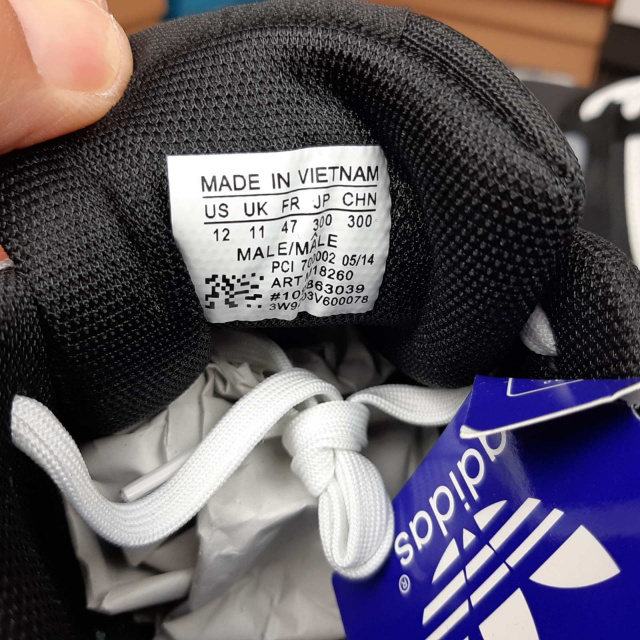 MADE IN VIETNAM
US UK FR JP CHN
12 11 47 300 300
MALE/MALE
PCI 05/14
ART
3W9
adidas
®